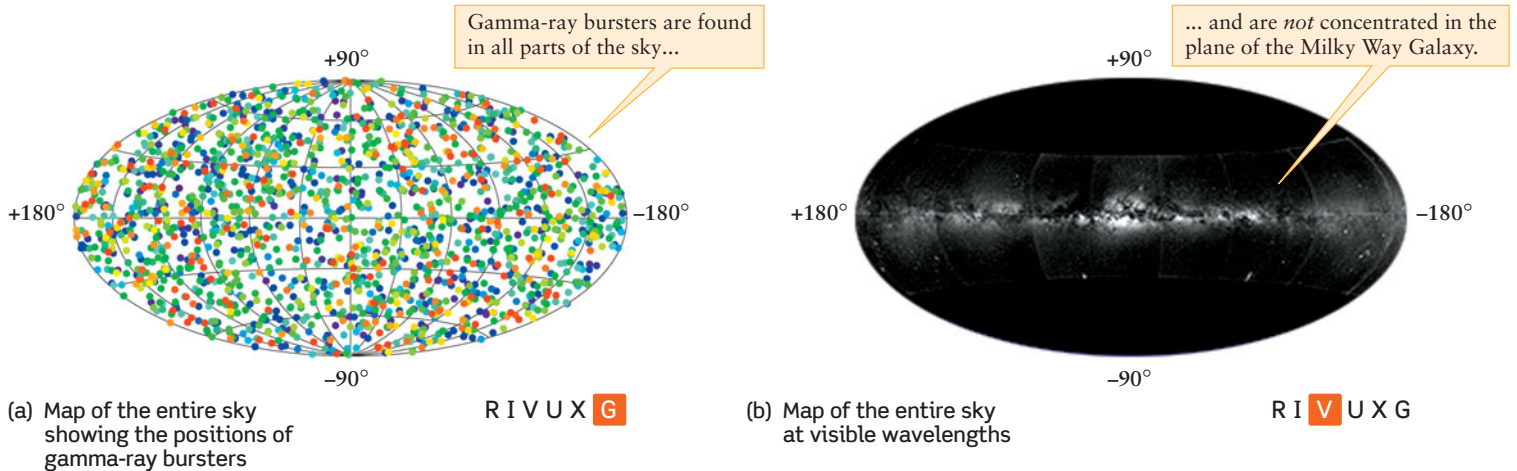 Gamma-ray bursters are found
in all parts of the sky...
+90°
+180°
–180°
–90°
(a) Map of the entire sky
showing the positions of
gamma-ray bursters
R I V U X G
... and are not concentrated in the
plane of the Milky Way Galaxy.
+90°
+180°
–180°
–90°
(b) Map of the entire sky
at visible wavelengths
R I V U X G